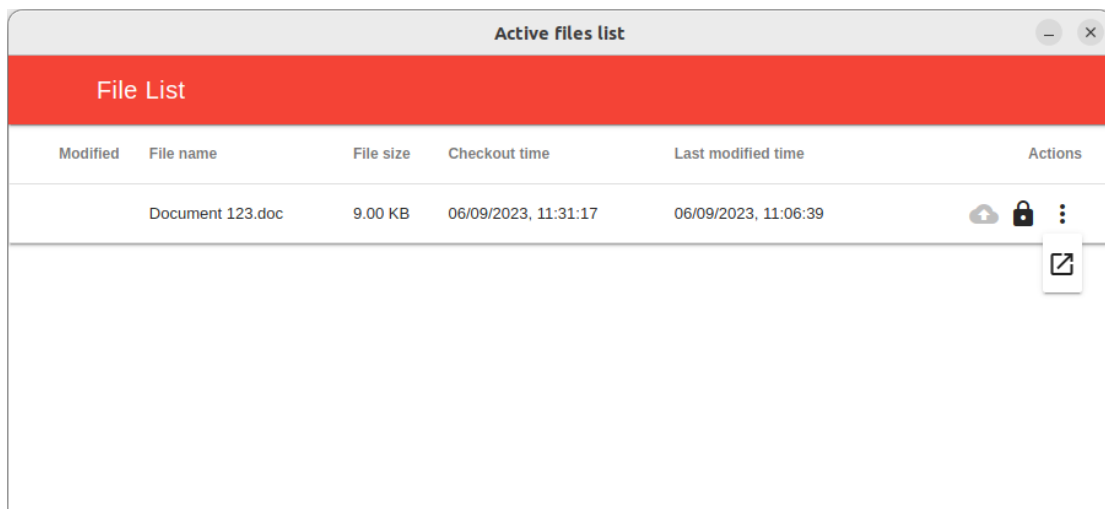 Active files list
File List
Modified File name File size Checkout time Last modified time Actions
Document 123.doc 9.00 KB 06/09/2023, 11:31:17 06/09/2023, 11:06:39